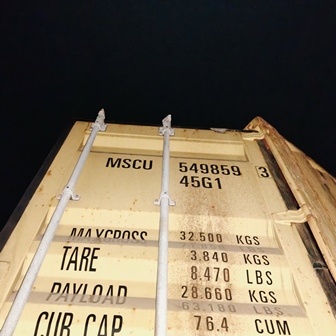 MSCU 549859 3
45G1
MAXGROSS 32.500 KGS
TARE 3.840 KGS
8.470 LBS
PAYLOAD 28.660 KGS
63.180 LBS
CUB.CAP. 76.4 CUM